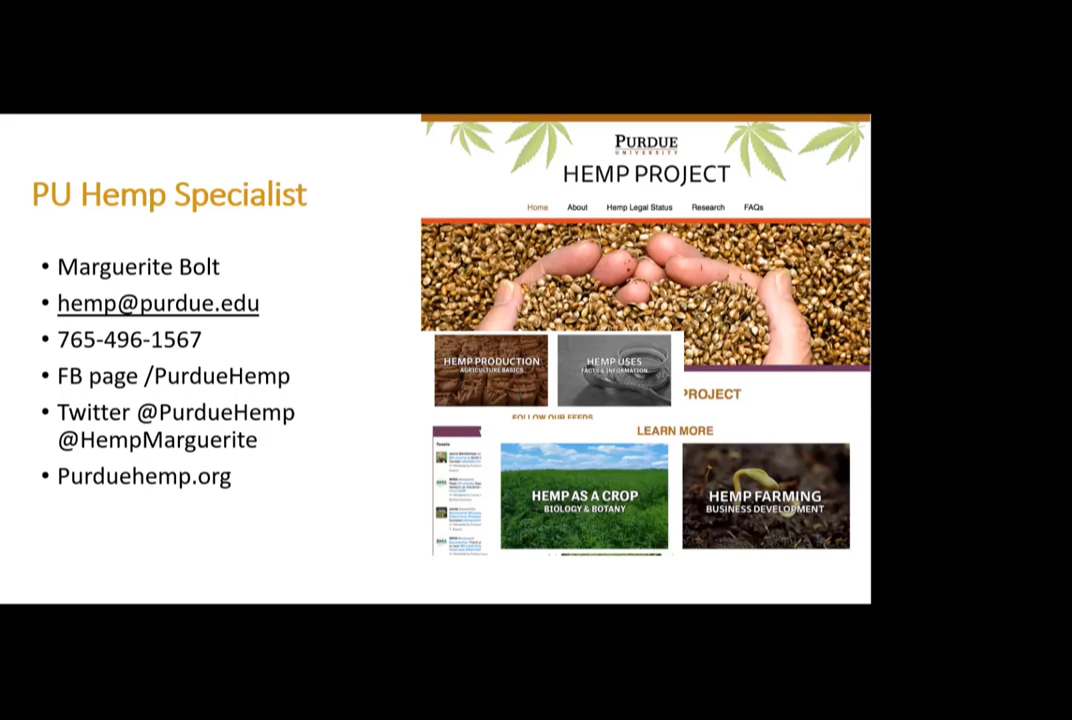 PU Hemp Specialist
• Marguerite Bolt
• hemp@purdue.edu
• 765-496-1567
• FB page /PurdueHemp
• Twitter @PurdueHemp
@HempMarguerite
• Purduehemp.org
PURDUE
UNIVERSITY
HEMP PROJECT
Home About Hemp Legal Status Research FAQs
HEMP PRODUCTION
AGRICULTURE BASICS
HEMP USES
FACTS & INFORMATION
PROJECT
FOLLOW OUR FEEDS
LEARN MORE
Tweets
HEMP AS A CROP
BIOLOGY & BOTANY
HEMP FARMING
BUSINESS DEVELOPMENT